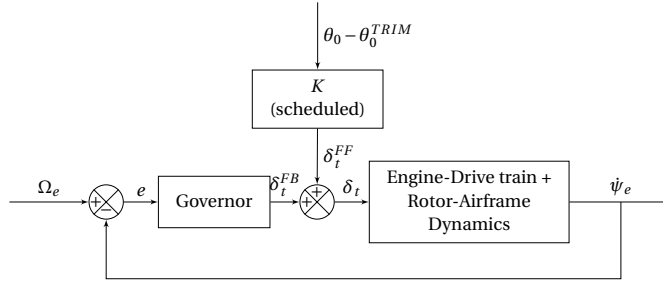 θ₀ − θ₀^{TRIM}
K
(scheduled)
δₜ^{FF}
Ωₑ
+
−
e
Governor
δₜ^{FB}
+
+
δₜ
Engine-Drive train +
Rotor-Airframe
Dynamics
ψ̇ₑ